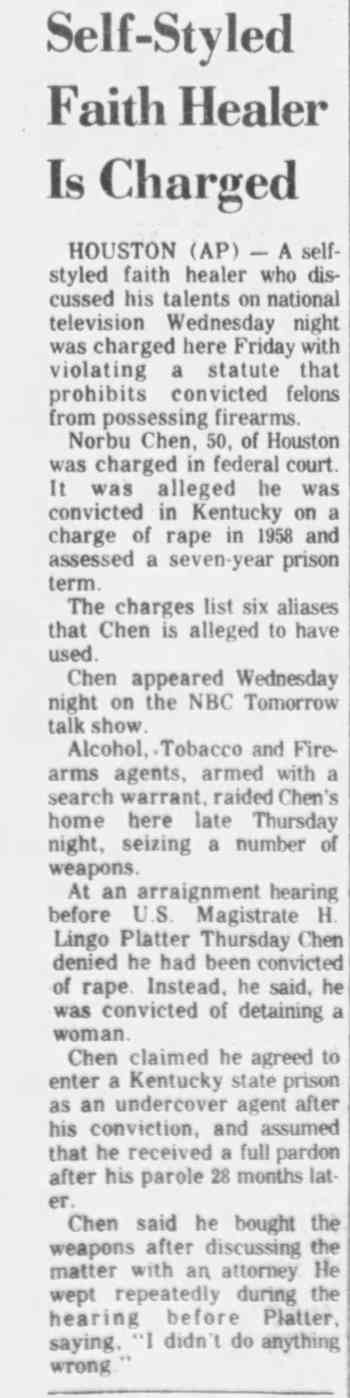 Self-Styled
Faith Healer
Is Charged
HOUSTON (AP) — A self-
styled faith healer who dis-
cussed his talents on national
television Wednesday night
was charged here Friday with
violating a statute that
prohibits convicted felons
from possessing firearms.
Norbu Chen, 50, of Houston
was charged in federal court.
It was alleged he was
convicted in Kentucky on a
charge of rape in 1958 and
assessed a seven-year prison
term.
The charges list six aliases
that Chen is alleged to have
used.
Chen appeared Wednesday
night on the NBC Tomorrow
talk show.
Alcohol, Tobacco and Fire-
arms agents, armed with a
search warrant, raided Chen's
home here late Thursday
night, seizing a number of
weapons.
At an arraignment hearing
before U.S. Magistrate H.
Lingo Platter Thursday Chen
denied he had been convicted
of rape. Instead, he said, he
was convicted of detaining a
woman.
Chen claimed he agreed to
enter a Kentucky state prison
as an undercover agent after
his conviction, and assumed
that he received a full pardon
after his parole 28 months lat-
er.
Chen said he bought the
weapons after discussing the
matter with an attorney. He
wept repeatedly during the
hearing before Platter,
saying, "I didn't do anything
wrong."